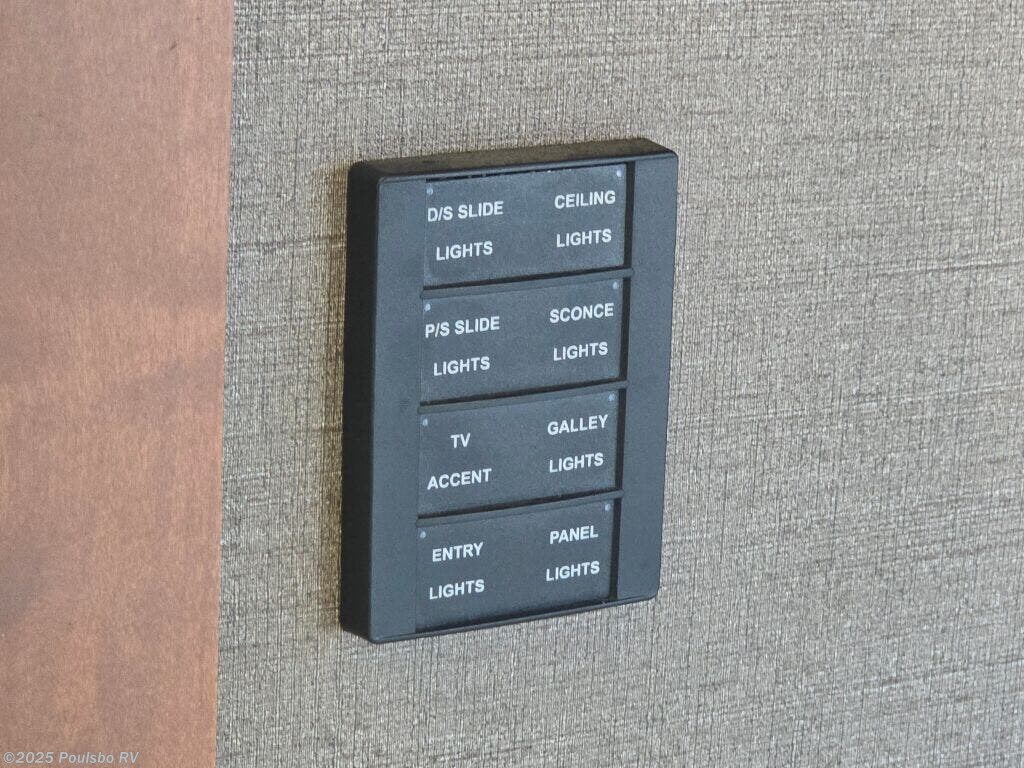 D/S SLIDE
LIGHTS
CEILING
LIGHTS
P/S SLIDE
LIGHTS
SCONCE
LIGHTS
TV
ACCENT
GALLEY
LIGHTS
ENTRY
LIGHTS
PANEL
LIGHTS
©2025 Poulsbo RV